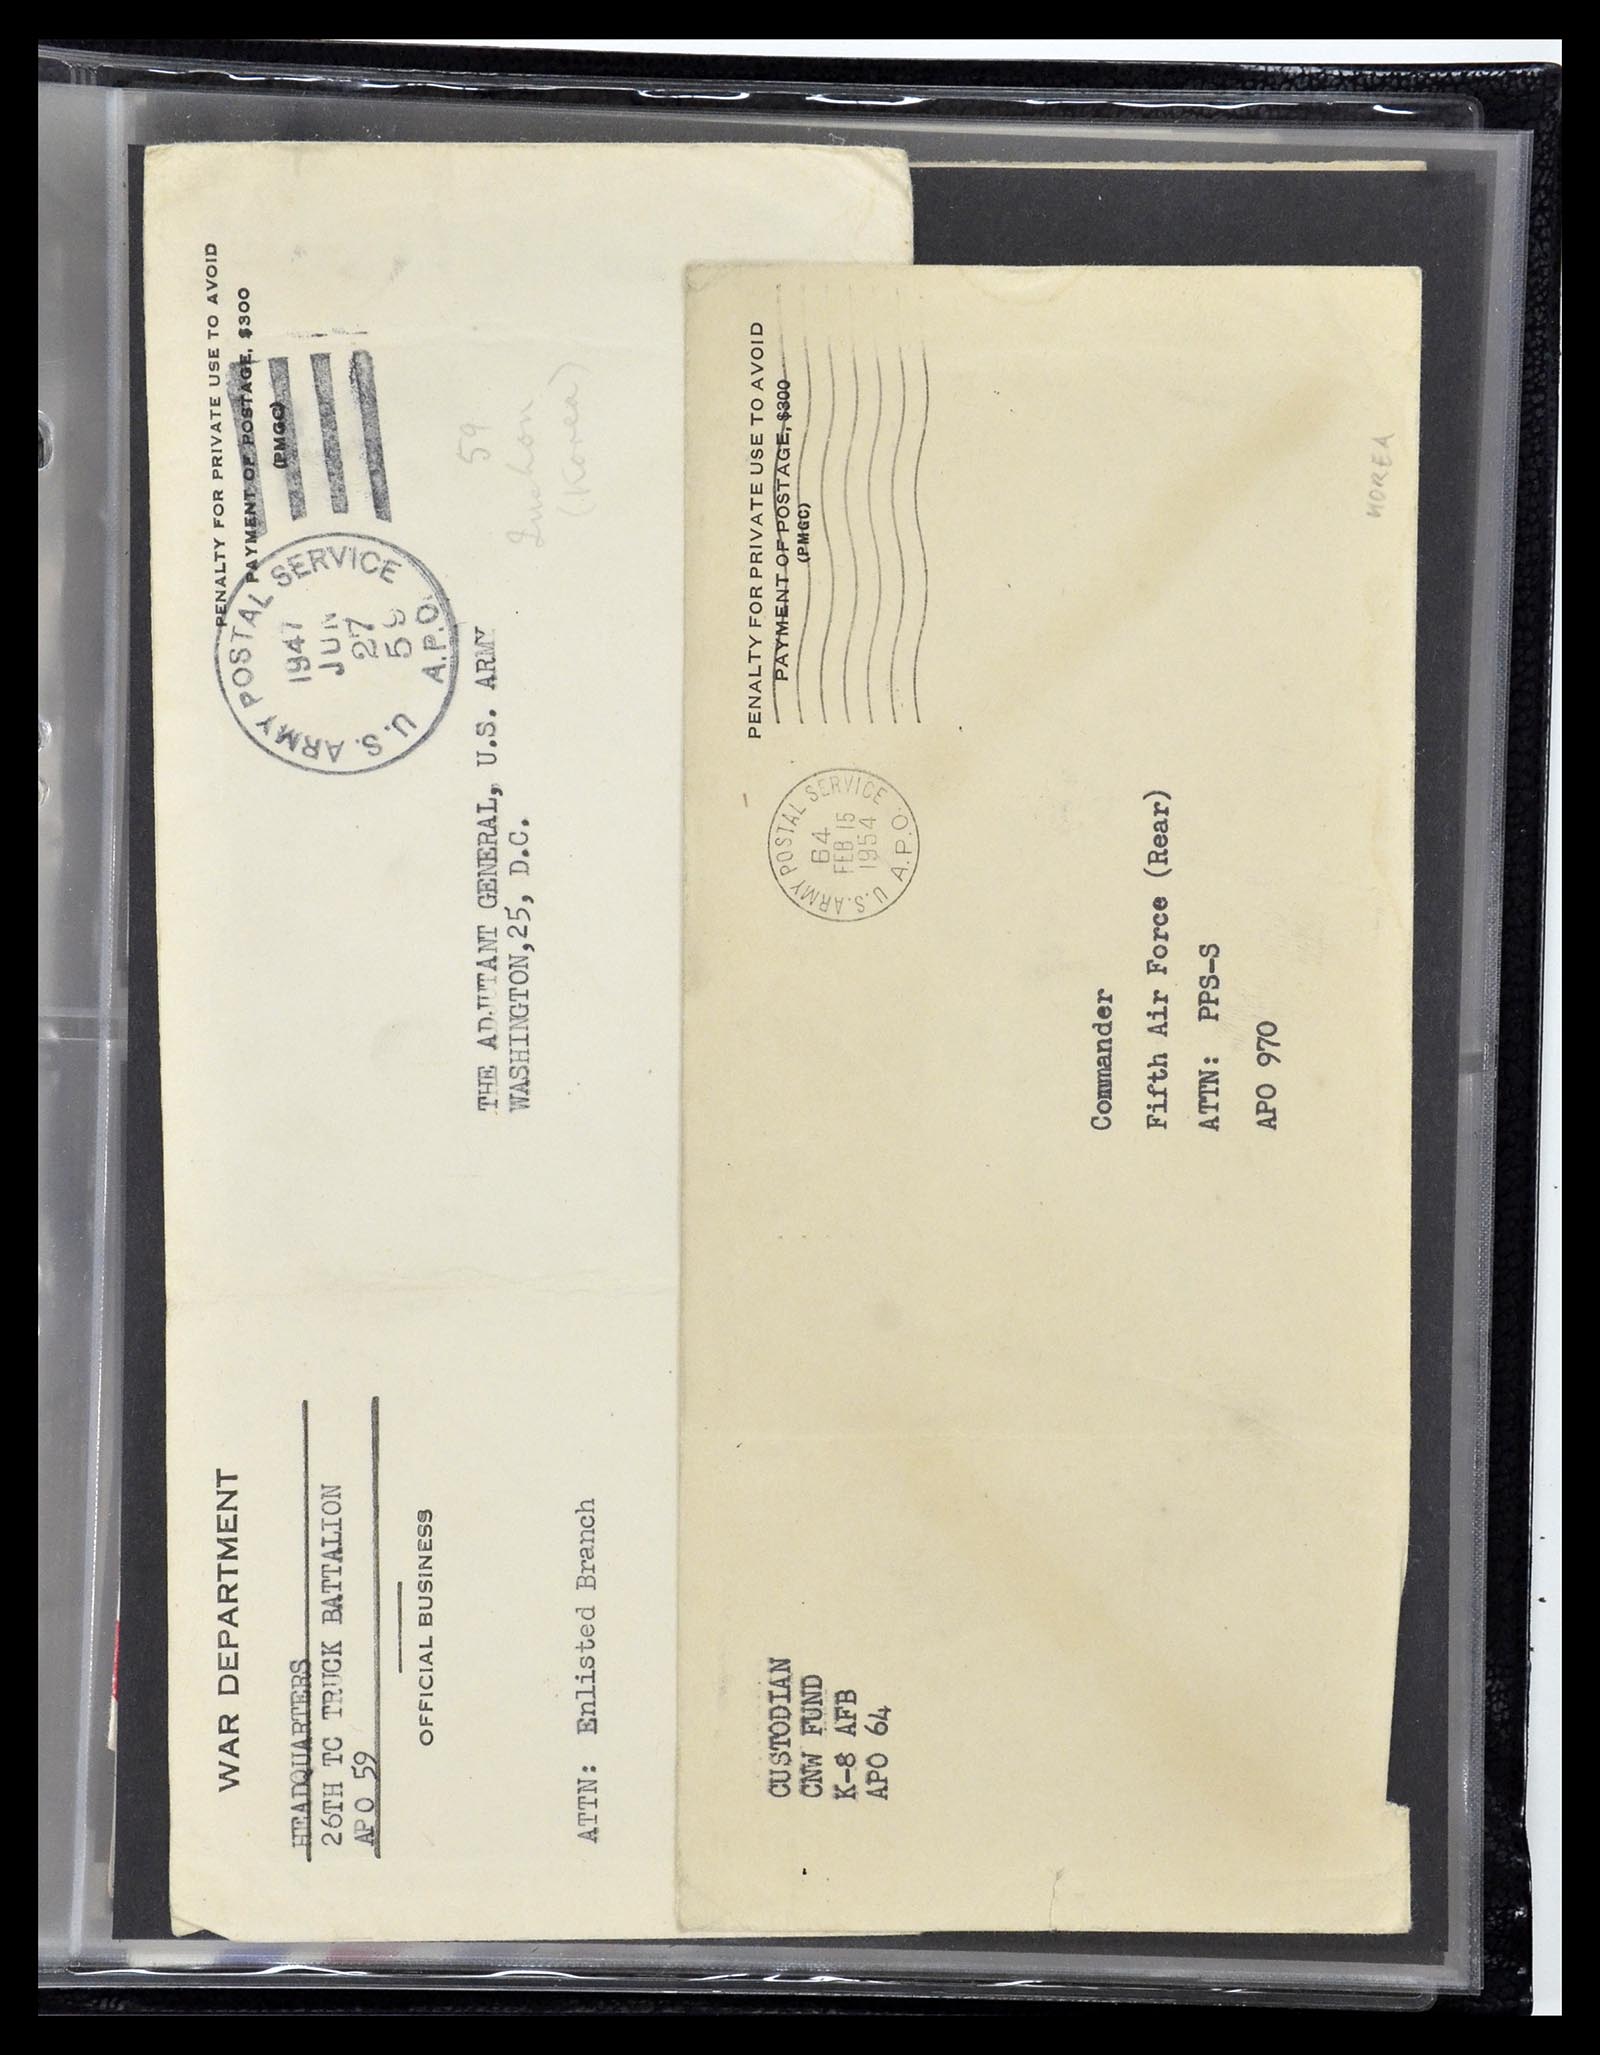 WAR DEPARTMENT
HEADQUARTERS
26TH TC TRUCK BATTALION
APO 59
OFFICIAL BUSINESS
ATTN: Enlisted Branch
PENALTY FOR PRIVATE USE TO AVOID
PAYMENT OF POSTAGE, $300
(PMGC)
U.S. ARMY POSTAL SERVICE
1947
JUN
27
A.P.O.
THE ADJUTANT GENERAL, U.S. ARMY
WASHINGTON,25, D.C.
59
(Korea)
CUSTODIAN
CNW FUND
K-8 AFB
APO 64
PENALTY FOR PRIVATE USE TO AVOID
PAYMENT OF POSTAGE, $300
(PMGC)
U.S. ARMY POSTAL SERVICE
64
FEB 15
1954
A.P.O.
Commander
Fifth Air Force (Rear)
ATTN: PPS-S
APO 970
KOREA